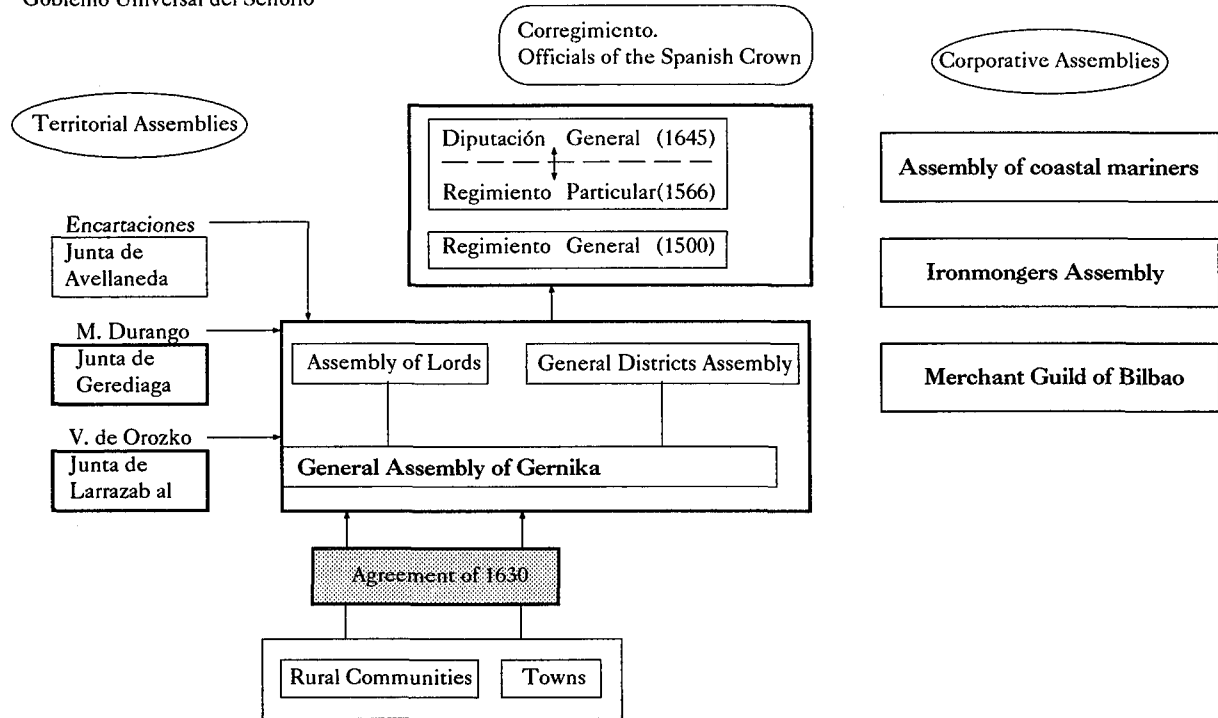 Gobierno Universal del Señorío
Corregimiento.
Officials of the Spanish Crown
Corporative Assemblies
Territorial Assemblies
Diputación General (1645)
Regimiento Particular(1566)
Regimiento General (1500)
Assembly of coastal mariners
Ironmongers Assembly
Merchant Guild of Bilbao
Encartaciones
Junta de
Avellaneda
M. Durango
Junta de
Gerediaga
V. de Orozko
Junta de
Larrazab al
Assembly of Lords
General Districts Assembly
General Assembly of Gernika
Agreement of 1630
Rural Communities
Towns